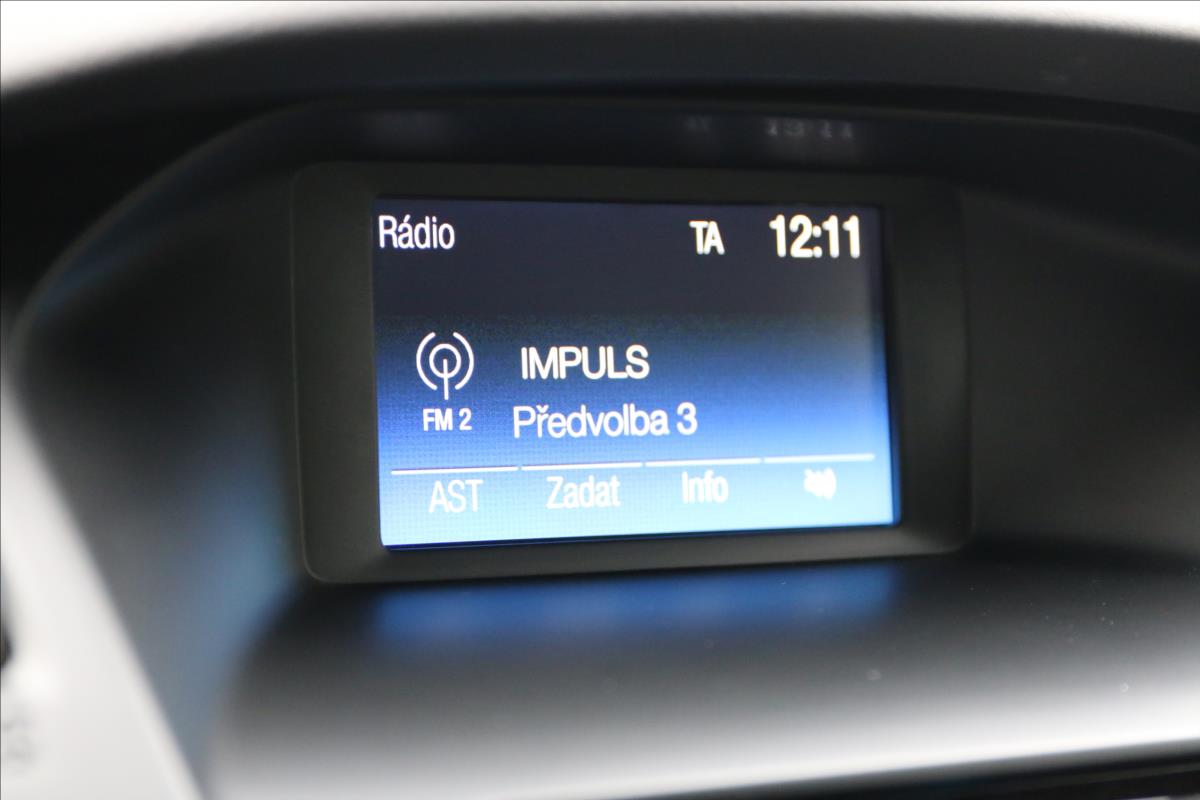 Rádio TA 12:11
IMPULS
FM 2 Předvolba 3
AST Zadat Info